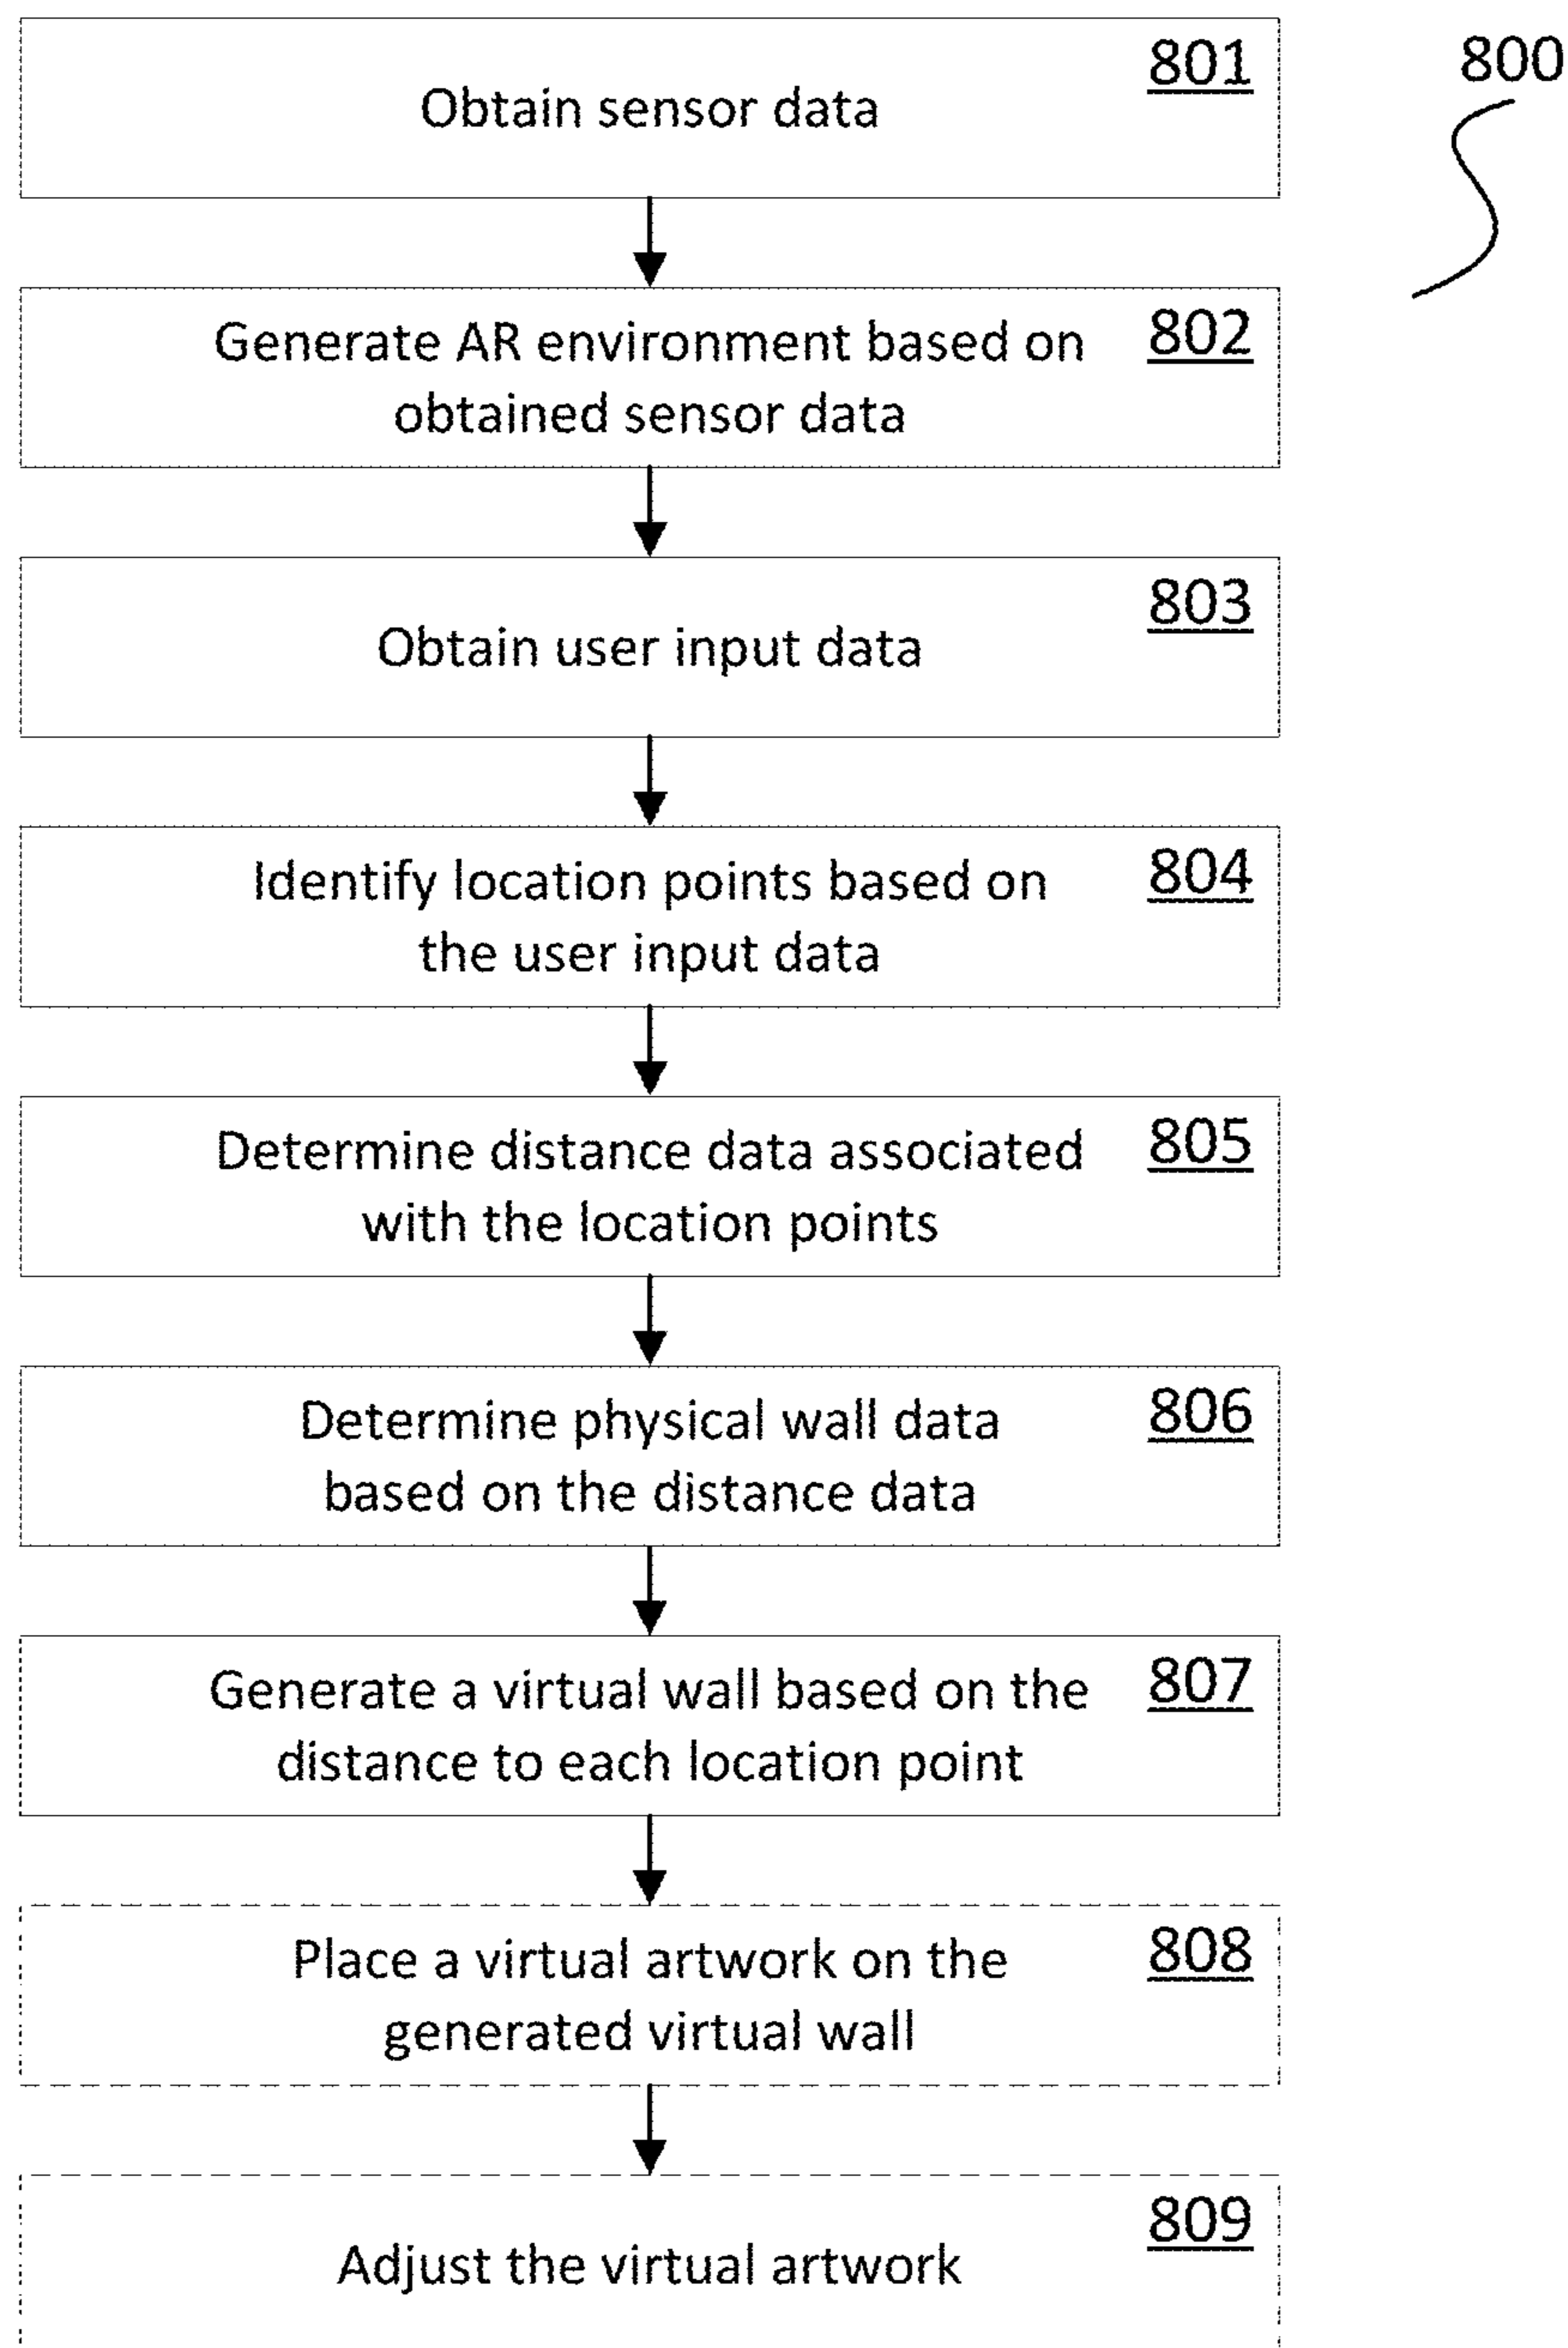 801
800
Obtain sensor data
802
Generate AR environment based on
obtained sensor data
803
Obtain user input data
804
Identify location points based on
the user input data
805
Determine distance data associated
with the location points
806
Determine physical wall data
based on the distance data
807
Generate a virtual wall based on the
distance to each location point
808
Place a virtual artwork on the
generated virtual wall
809
Adjust the virtual artwork